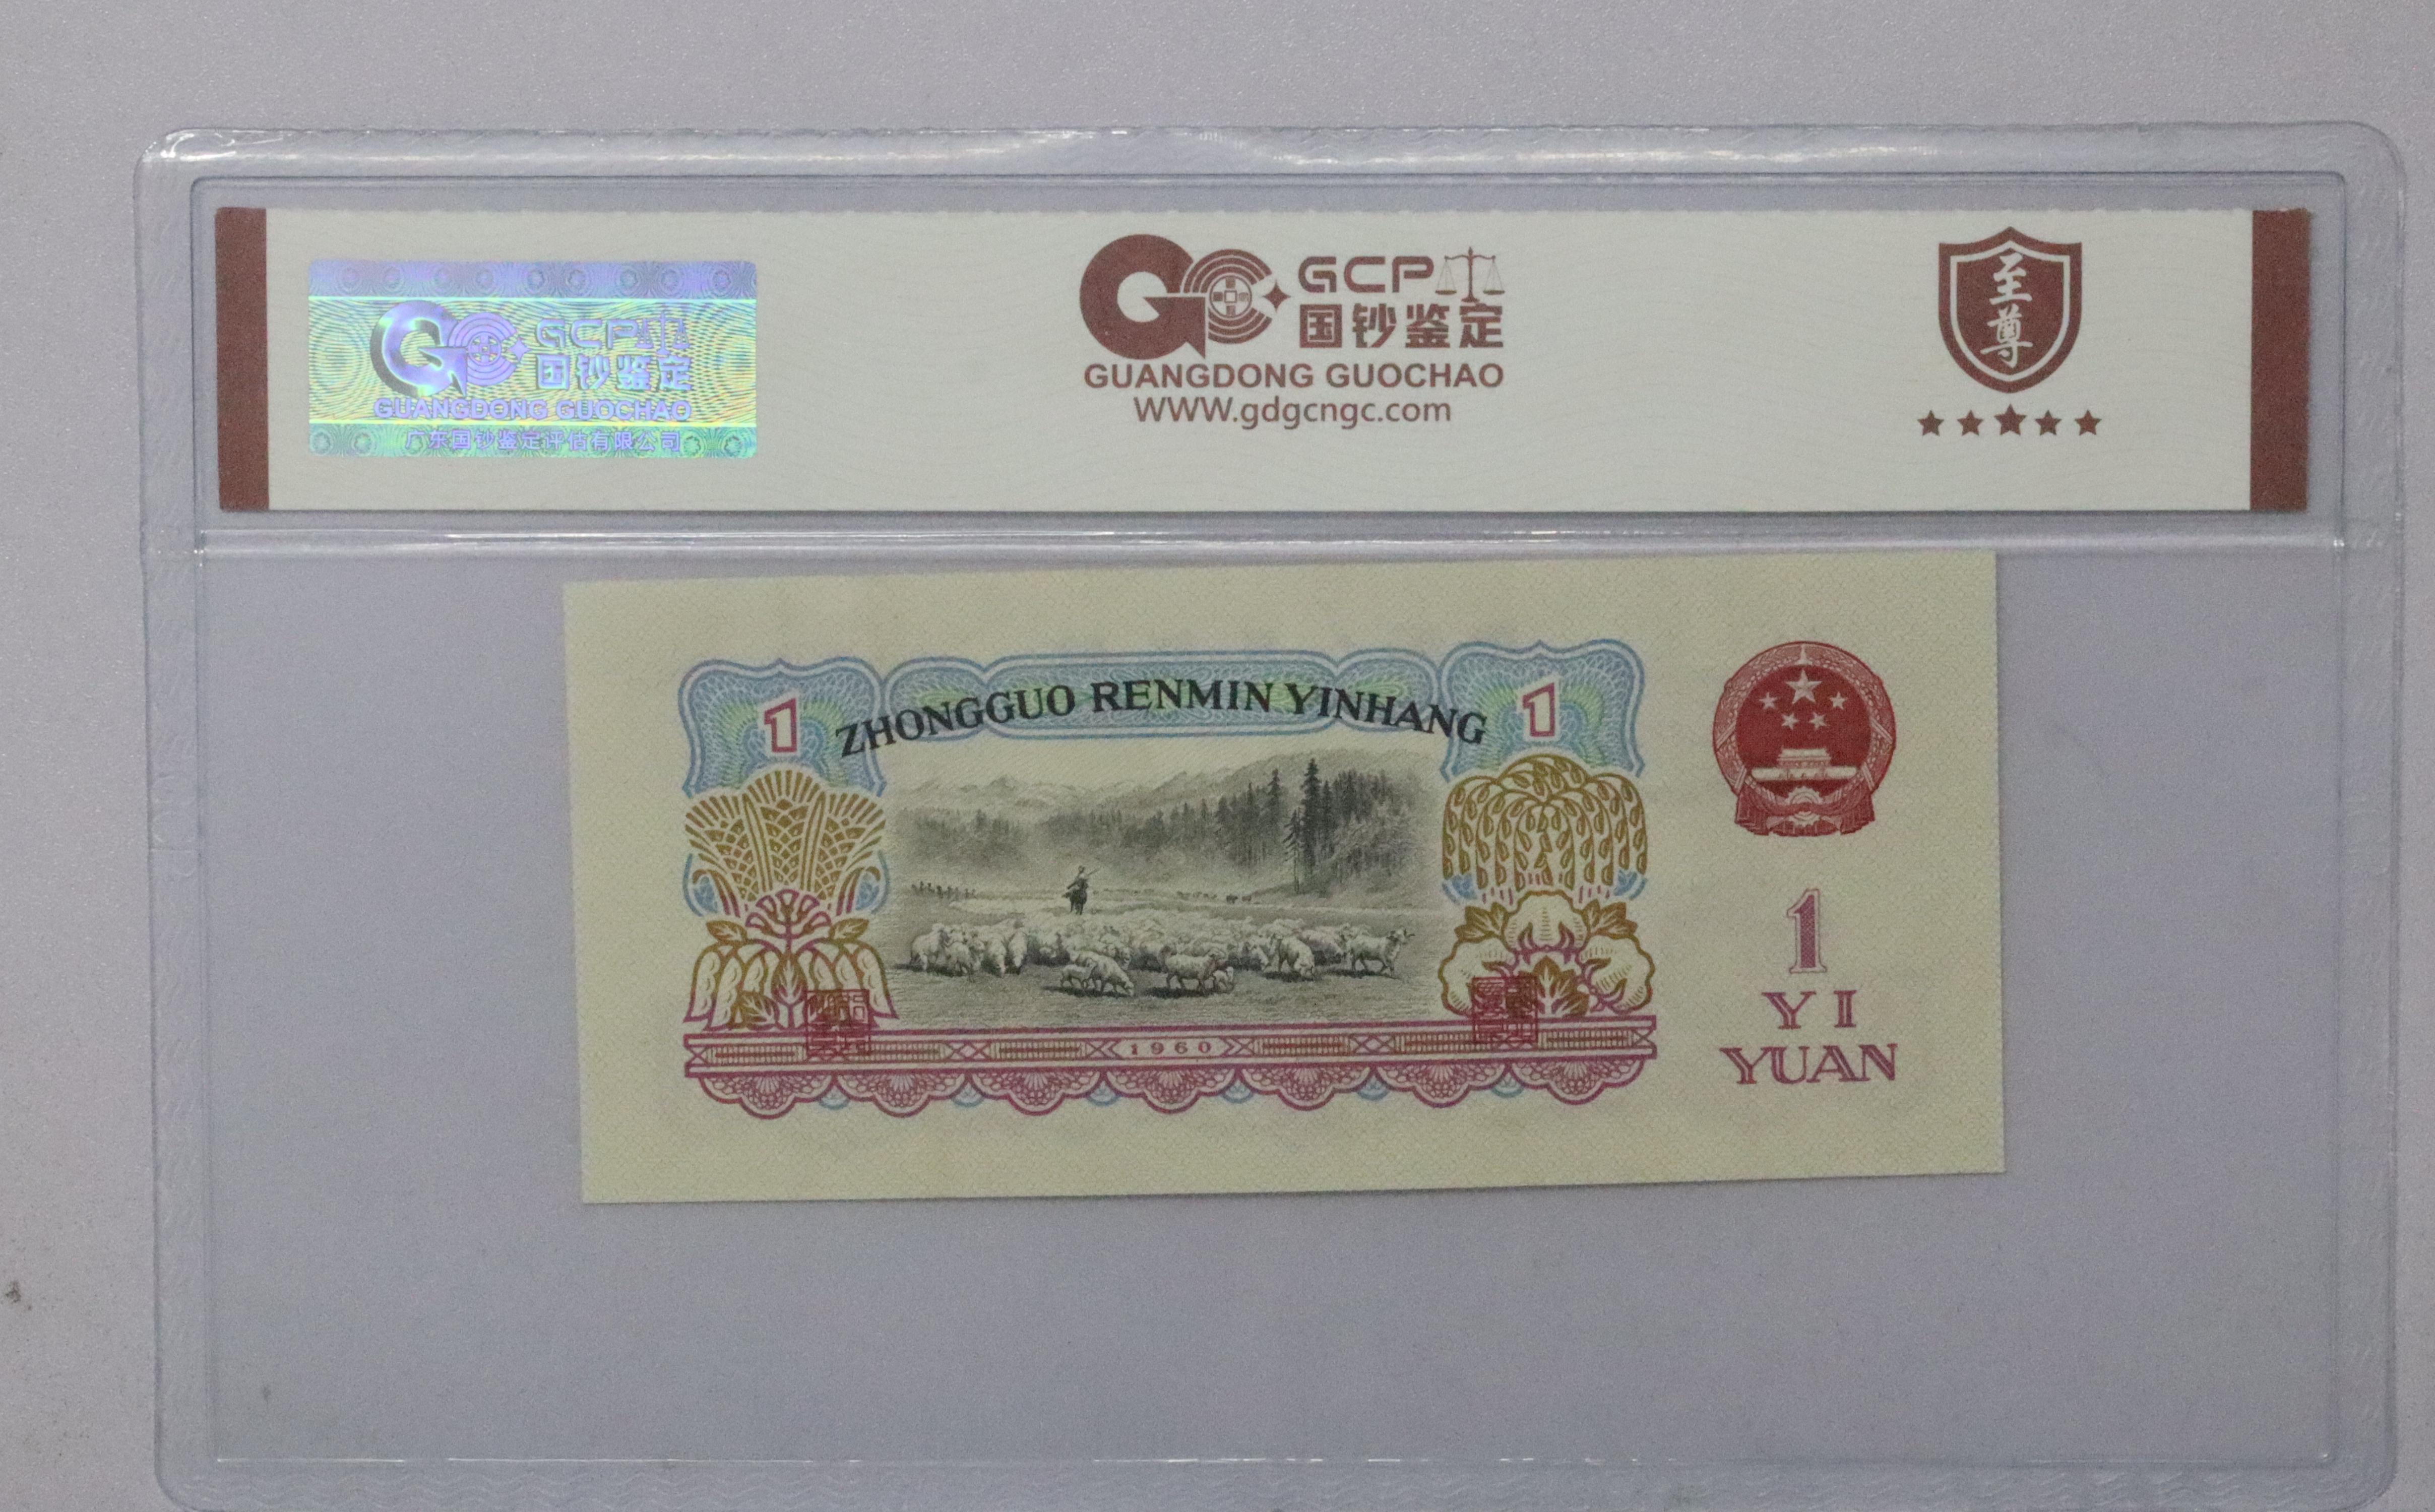 GCP
国钞鉴定
GUANGDONG GUOCHAO
广东国钞鉴定评估有限公司
GCP
国钞鉴定
GUANGDONG GUOCHAO
WWW.gdgcngc.com
至尊
1 ZHONGGUO RENMIN YINHANG 1
1960
1
YI
YUAN